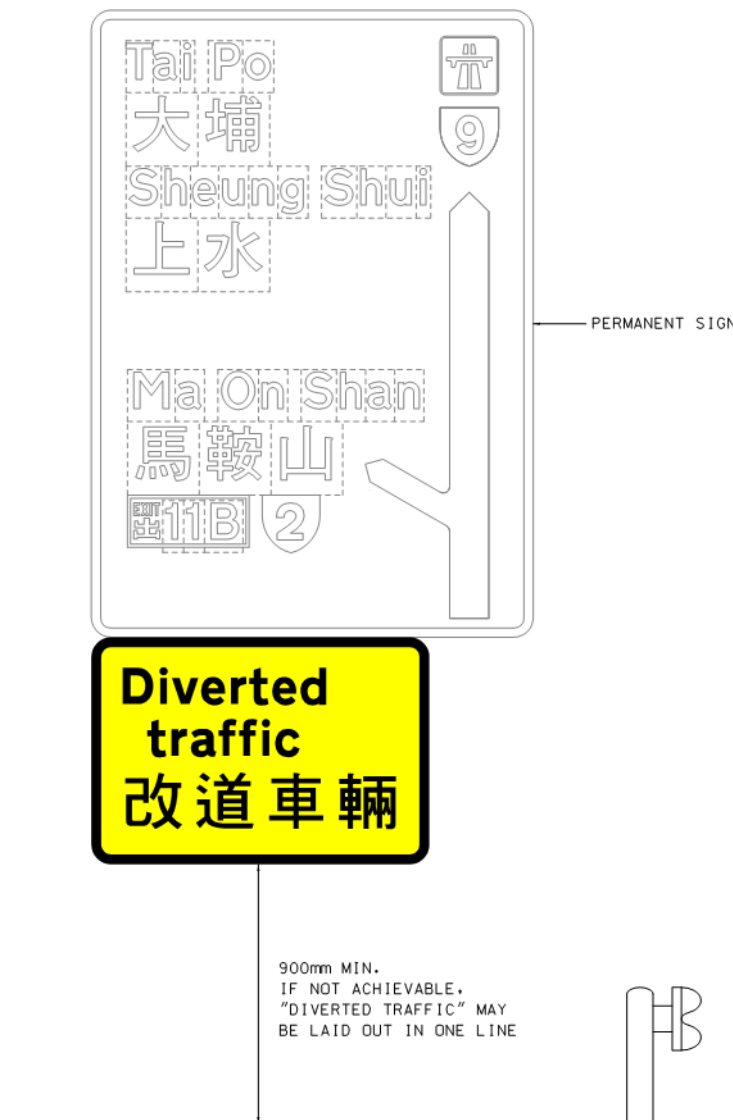 Tai Po
大埔
9
Sheung Shui
上水
PERMANENT SIGN
Ma On Shan
馬鞍山
EXIT
出 11B 2
Diverted
traffic
改道車輛
900mm MIN.
IF NOT ACHIEVABLE,
"DIVERTED TRAFFIC" MAY
BE LAID OUT IN ONE LINE